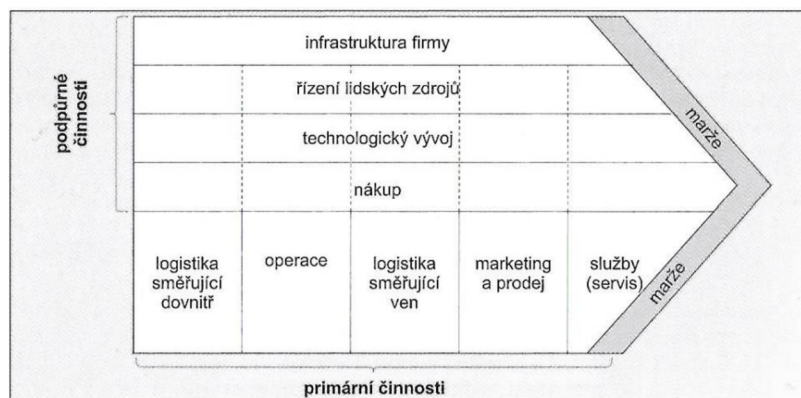 podpůrné
činnosti
infrastruktura firmy
řízení lidských zdrojů
technologický vývoj
nákup
logistika
směřující
dovnitř
operace
logistika
směřující
ven
marketing
a prodej
služby
(servis)
marže
marže
primární činnosti